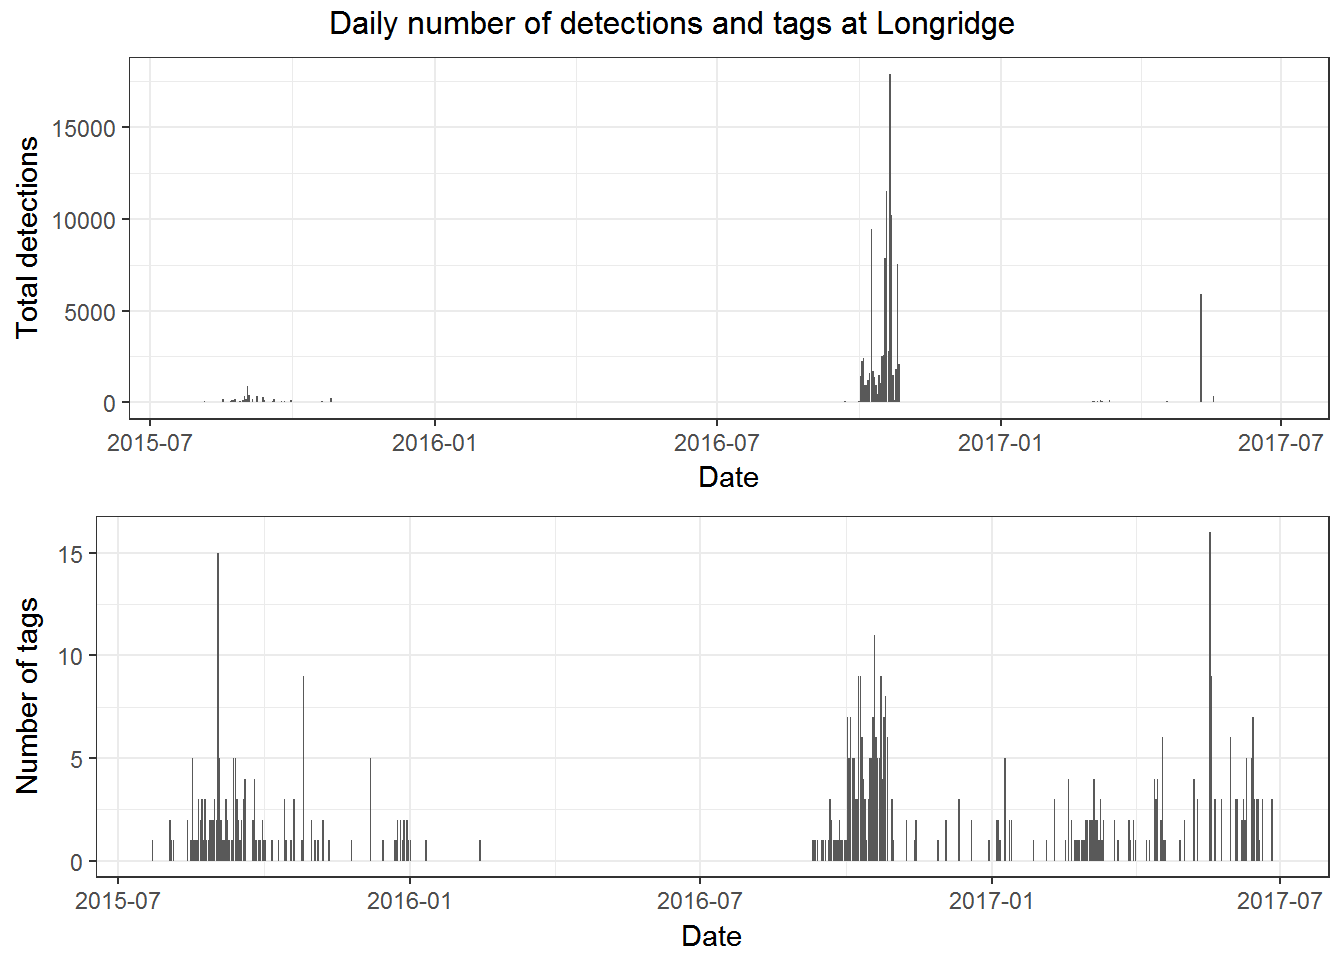 Daily number of detections and tags at Longridge
Total detections
15000
10000
5000
0
2015-07 2016-01 2016-07 2017-01 2017-07
Date
Number of tags
15
10
5
0
2015-07 2016-01 2016-07 2017-01 2017-07
Date